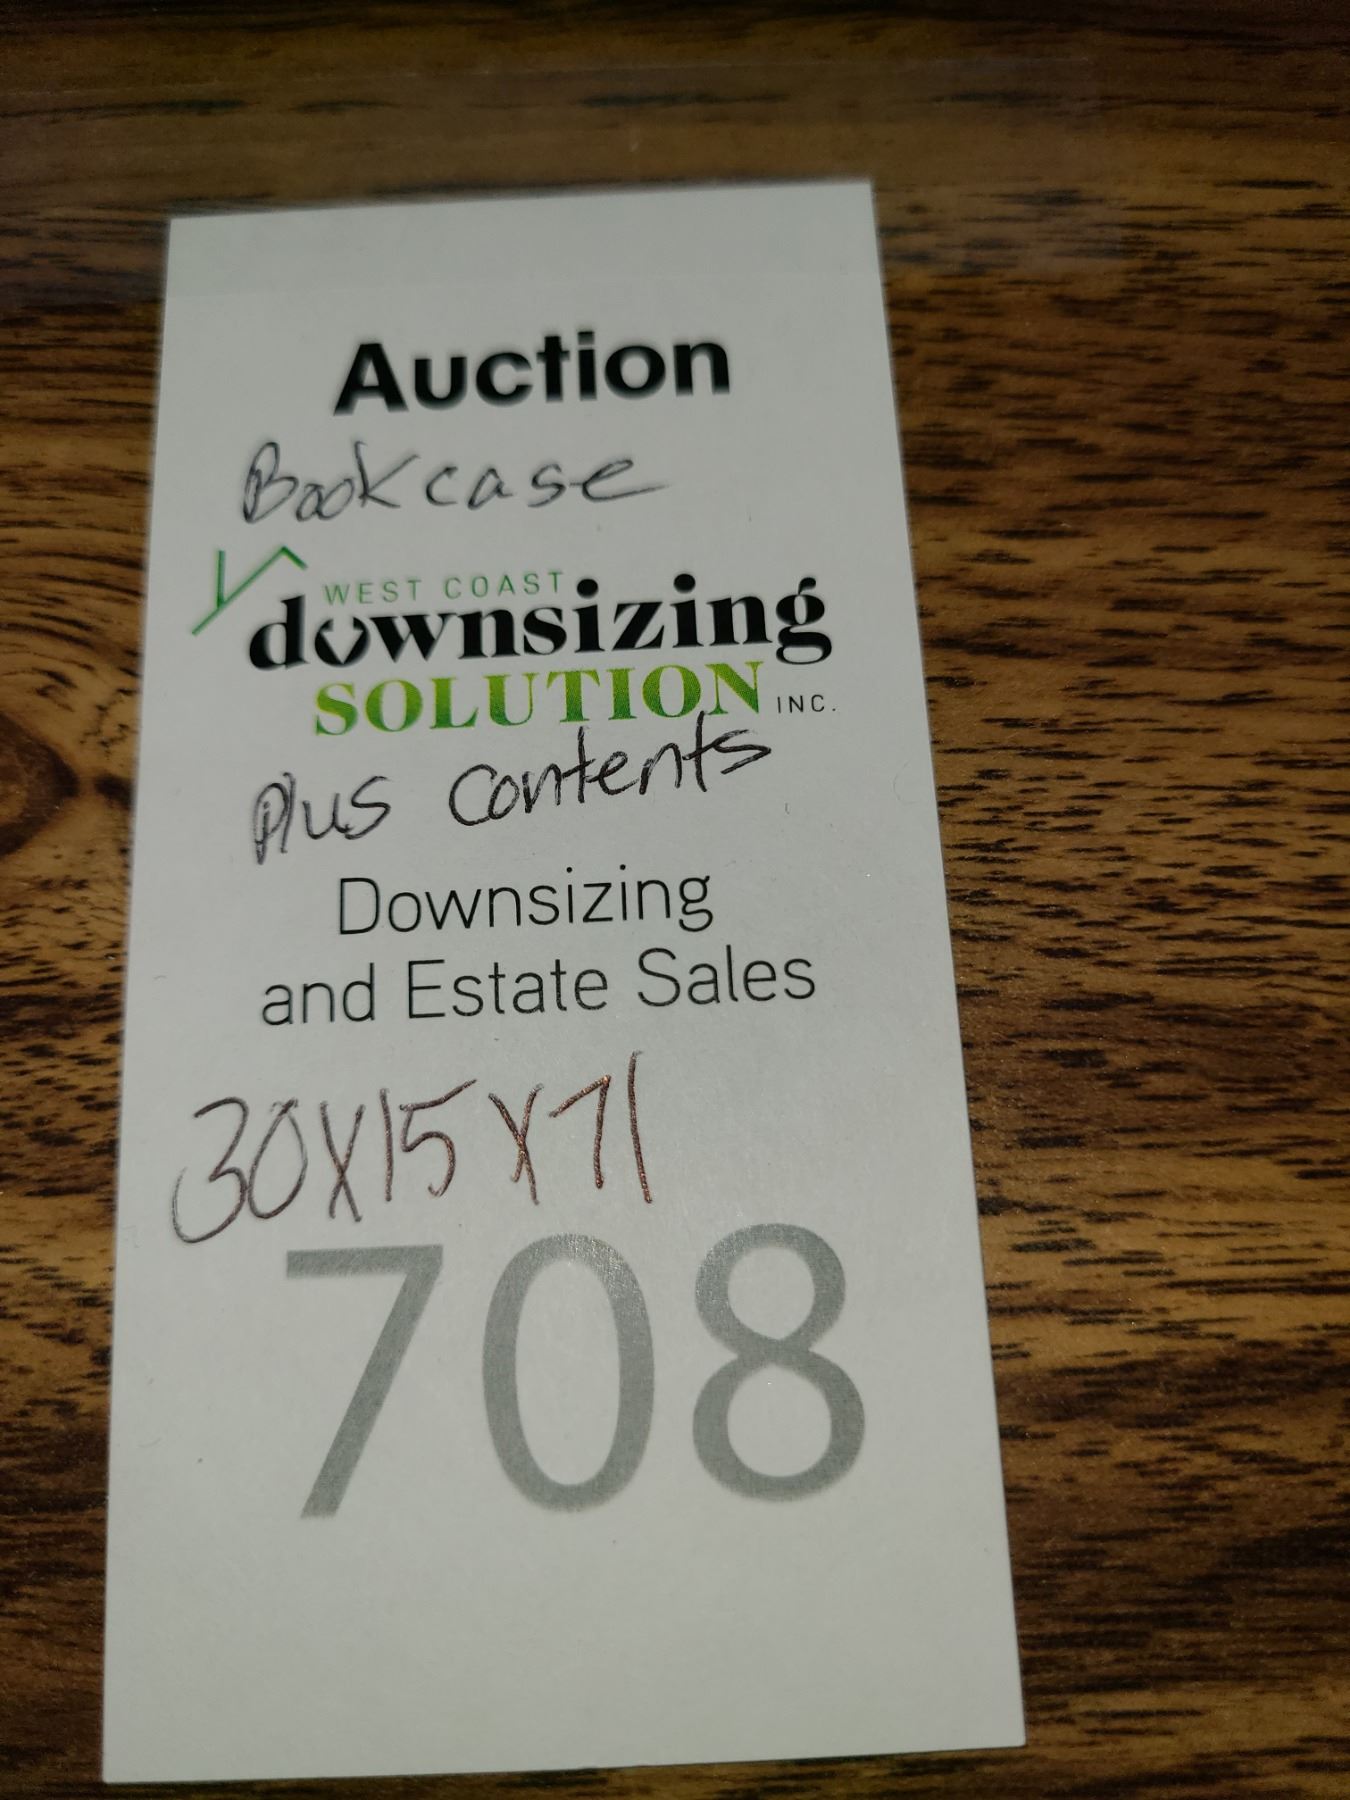 Auction
Bookcase
WEST COAST
downsizing
SOLUTION INC.
Plus contents
Downsizing
and Estate Sales
30x15x71
708